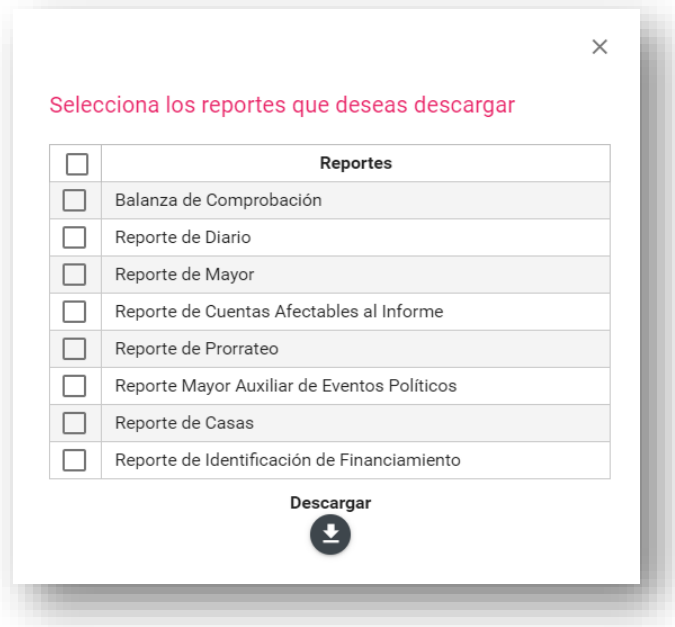 Selecciona los reportes que deseas descargar
Reportes
Balanza de Comprobación
Reporte de Diario
Reporte de Mayor
Reporte de Cuentas Afectables al Informe
Reporte de Prorrateo
Reporte Mayor Auxiliar de Eventos Políticos
Reporte de Casas
Reporte de Identificación de Financiamiento
Descargar